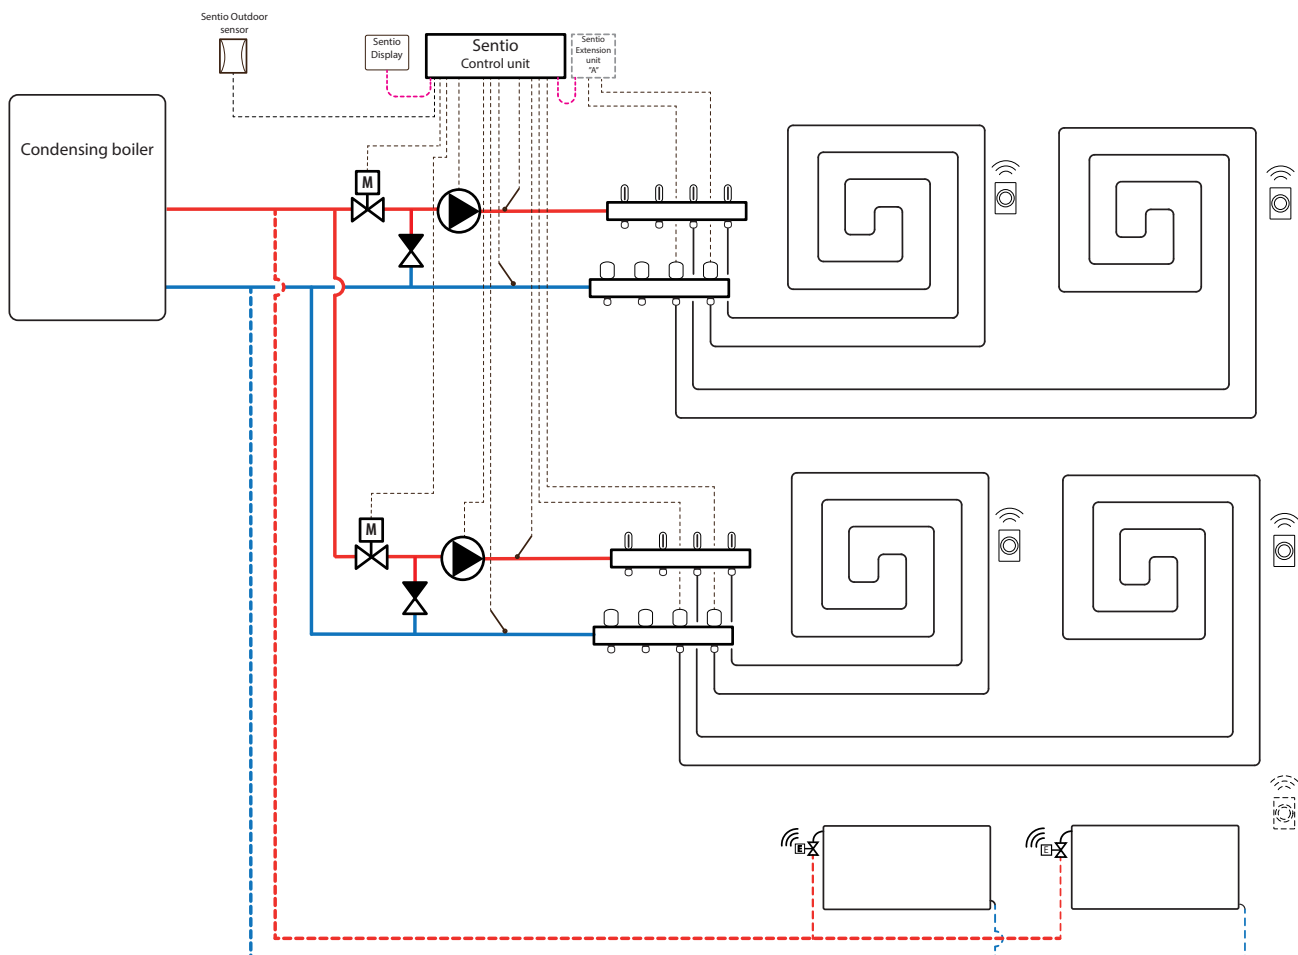 Sentio Outdoor
sensor
Sentio
Display
Sentio
Control unit
Sentio
Extension
unit
"A"
Condensing boiler
M
M
E
E